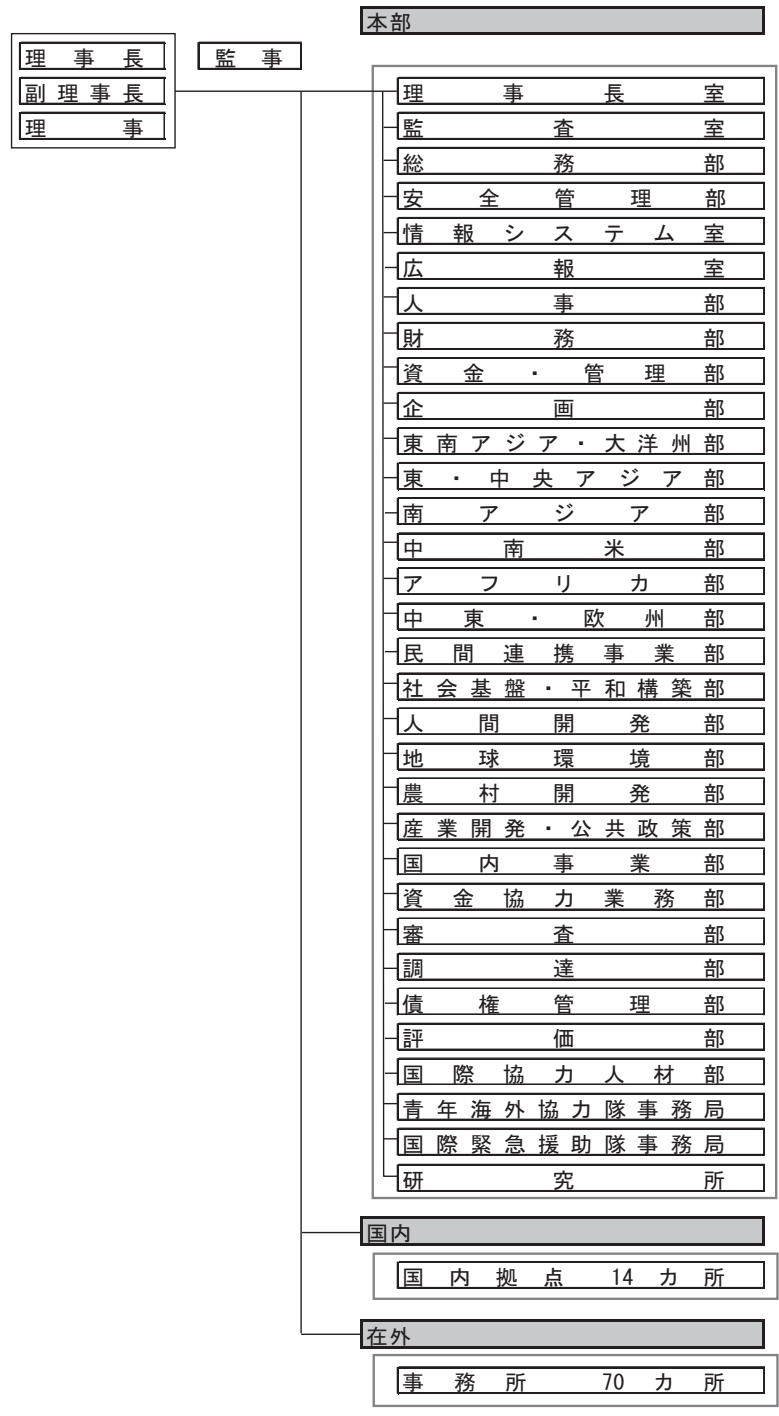 本部
理事長
監事
副理事長
理事
理事長室
監査室
総務部
安全管理部
情報システム室
広報室
人事部
財務部
資金・管理部
企画部
東南アジア・大洋州部
東・中央アジア部
南アジア部
中南米部
アフリカ部
中東・欧州部
民間連携事業部
社会基盤・平和構築部
人間開発部
地球環境部
農村開発部
産業開発・公共政策部
国内事業部
資金協力業務部
審査部
調達部
債権管理部
評価部
国際協力人材部
青年海外協力隊事務局
国際緊急援助隊事務局
研究所
国内
国内拠点 14カ所
在外
事務所 70カ所